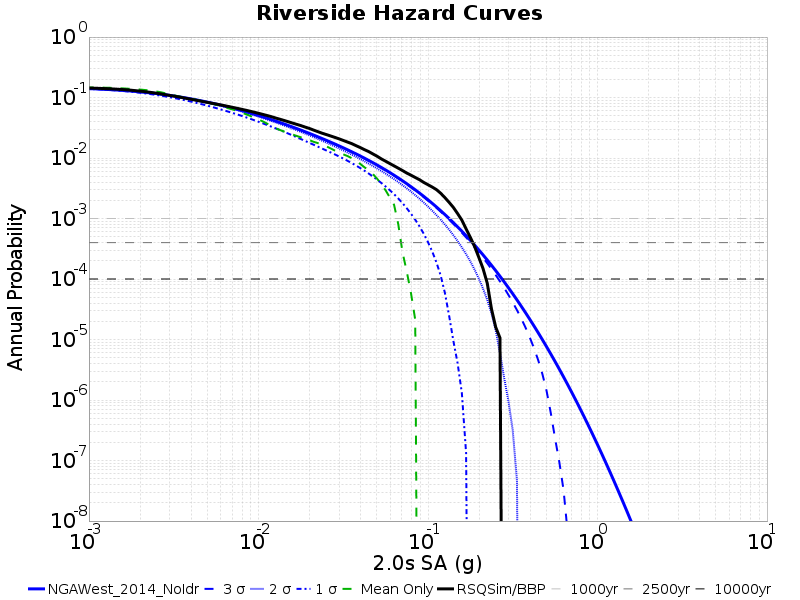 Riverside Hazard Curves
10^0
10^-1
10^-2
10^-3
10^-4
10^-5
10^-6
10^-7
10^-8
Annual Probability
10^-3 10^-2 10^-1 10^0 10^1
2.0s SA (g)
NGAWest_2014_NoIdr 3 σ 2 σ 1 σ Mean Only RSQSim/BBP 1000yr 2500yr 10000yr